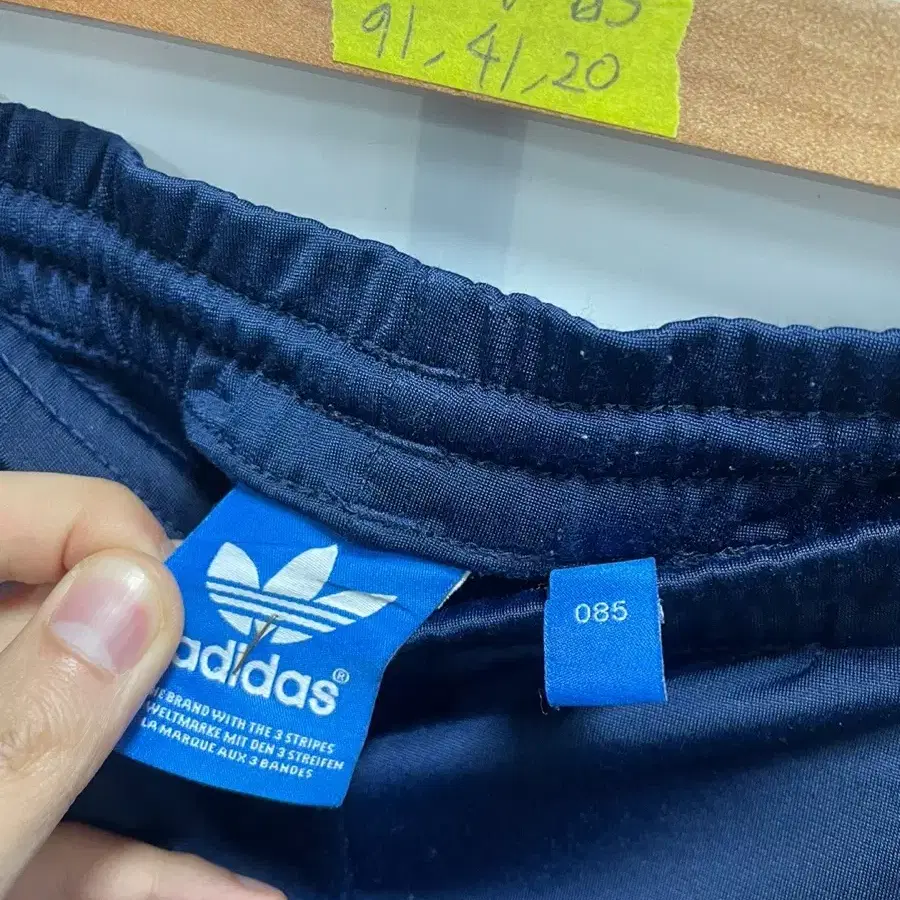 91, 41, 20
adidas®
THE BRAND WITH THE 3 STRIPES
WELTMARKE MIT DEN 3 STREIFEN
LA MARQUE AUX 3 BANDES
085